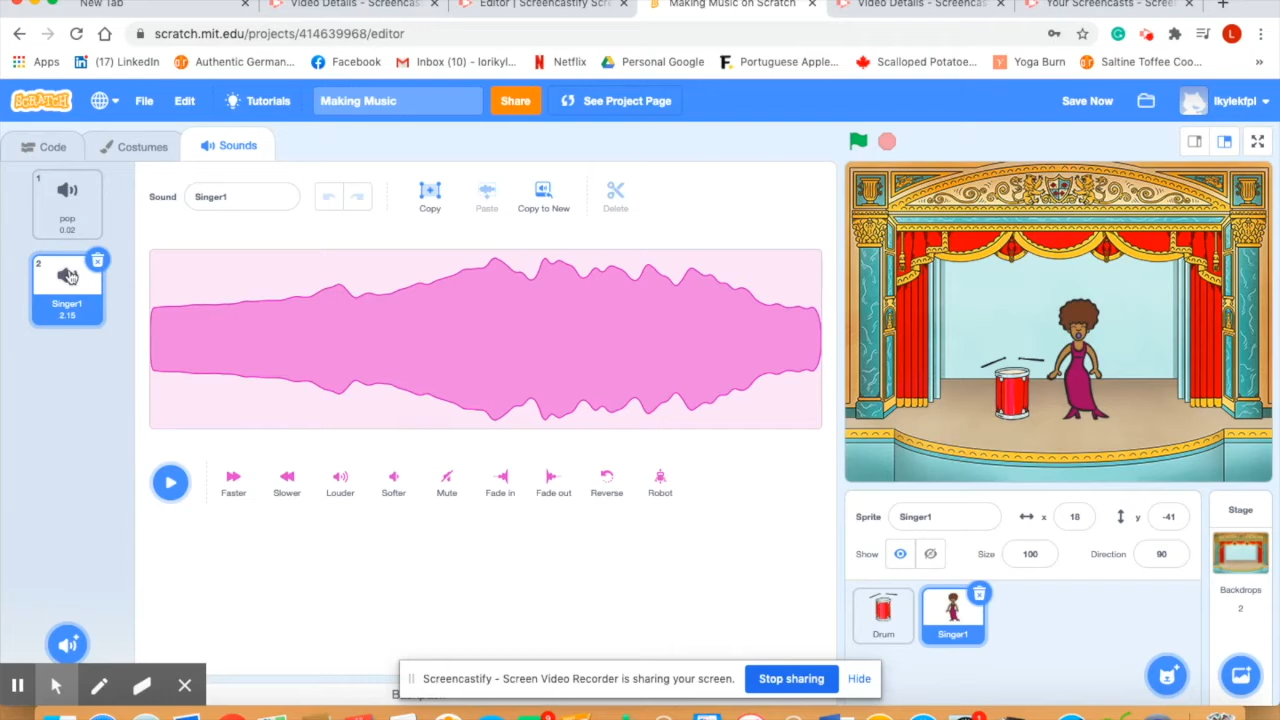 New Tab
Video Details - Screencas
Editor | Screencastify Scre
Making Music on Scratch
Video Details - Screencas
Your Screencasts - Screen
scratch.mit.edu/projects/414639968/editor
L
Apps
(17) LinkedIn
Authentic German...
Facebook
Inbox (10) - lorikyl...
Netflix
Personal Google
Portuguese Apple...
Scalloped Potatoe...
Yoga Burn
Saltine Toffee Coo...
SCRATCH
File
Edit
Tutorials
Making Music
Share
See Project Page
Save Now
lkylekfpl
Code
Costumes
Sounds
1
pop
0.02
2
Singer1
2.15
Sound
Singer1
Copy
Paste
Copy to New
Delete
Faster
Slower
Louder
Softer
Mute
Fade in
Fade out
Reverse
Robot
Sprite
Singer1
x
18
y
-41
Show
Size
100
Direction
90
Drum
Singer1
Stage
Backdrops
2
Screencastify - Screen Video Recorder is sharing your screen.
Stop sharing
Hide